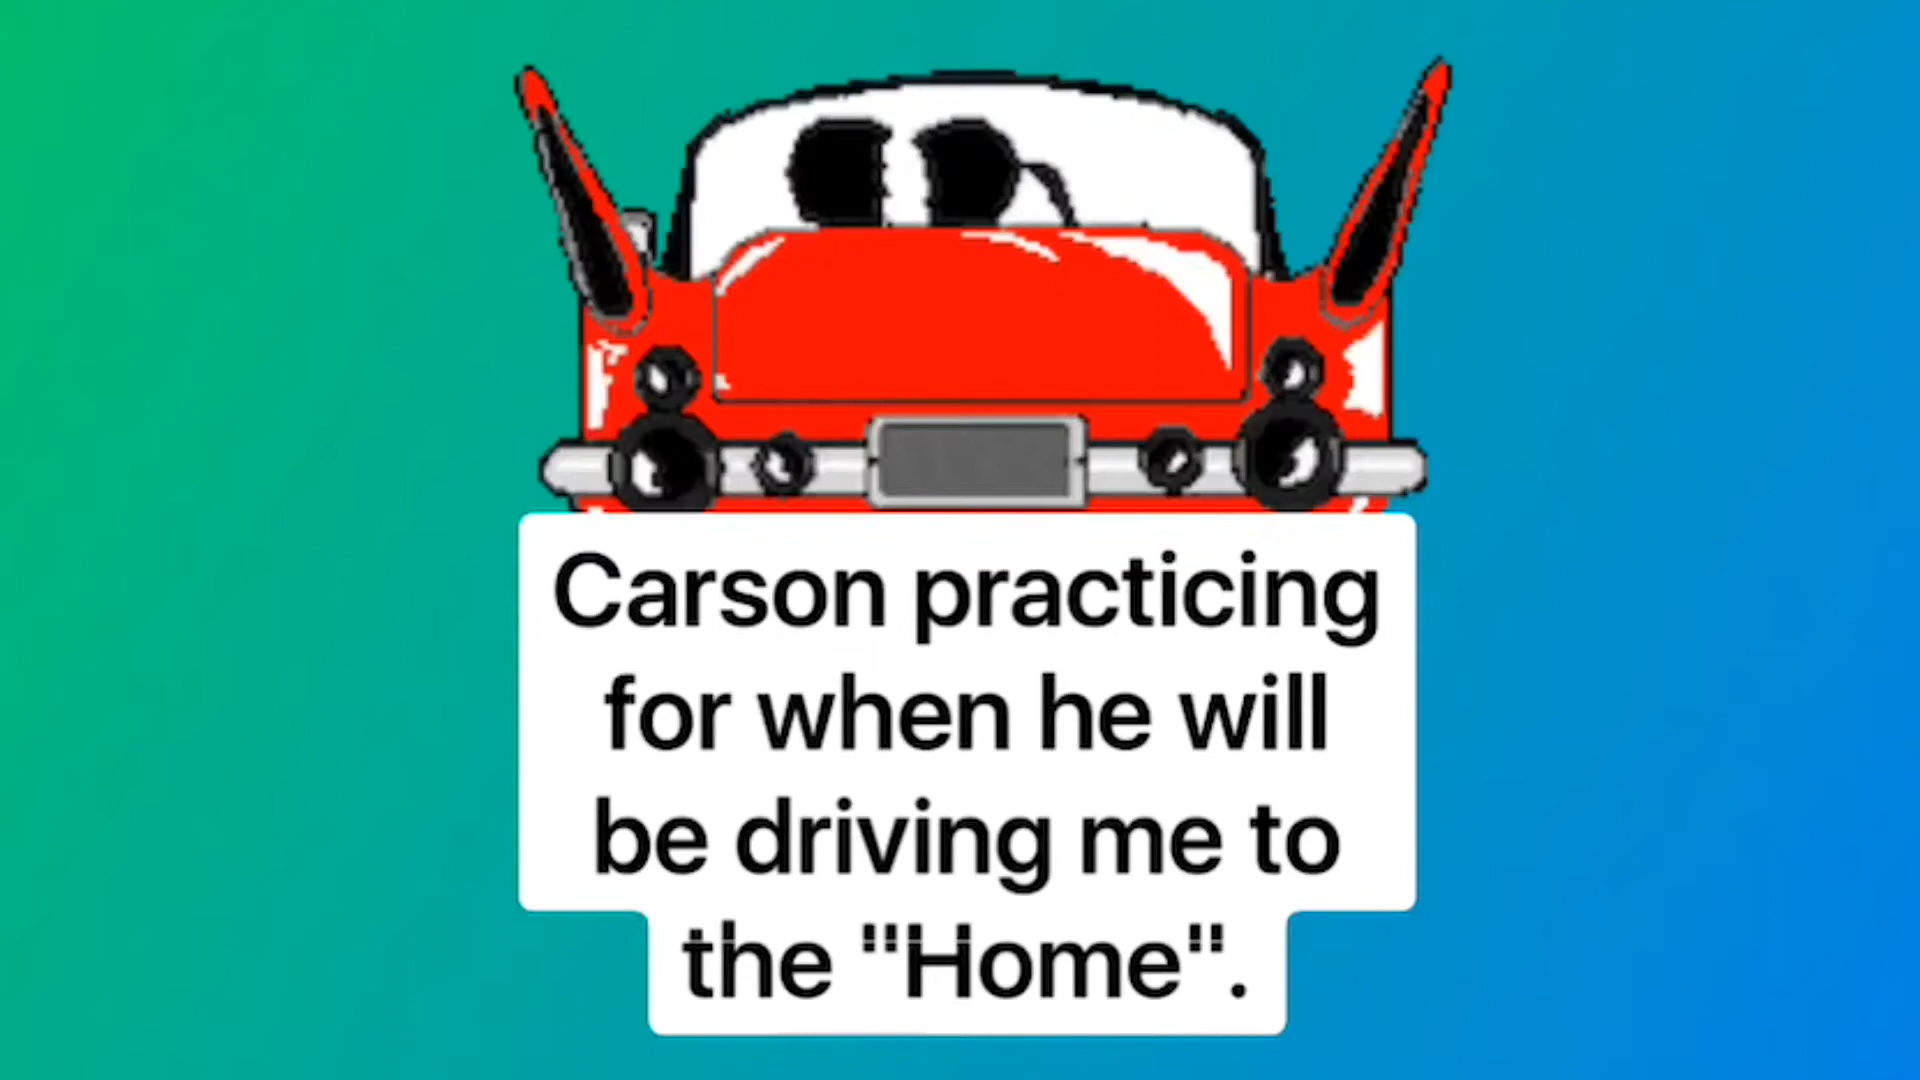 Carson practicing
for when he will
be driving me to
the "Home".